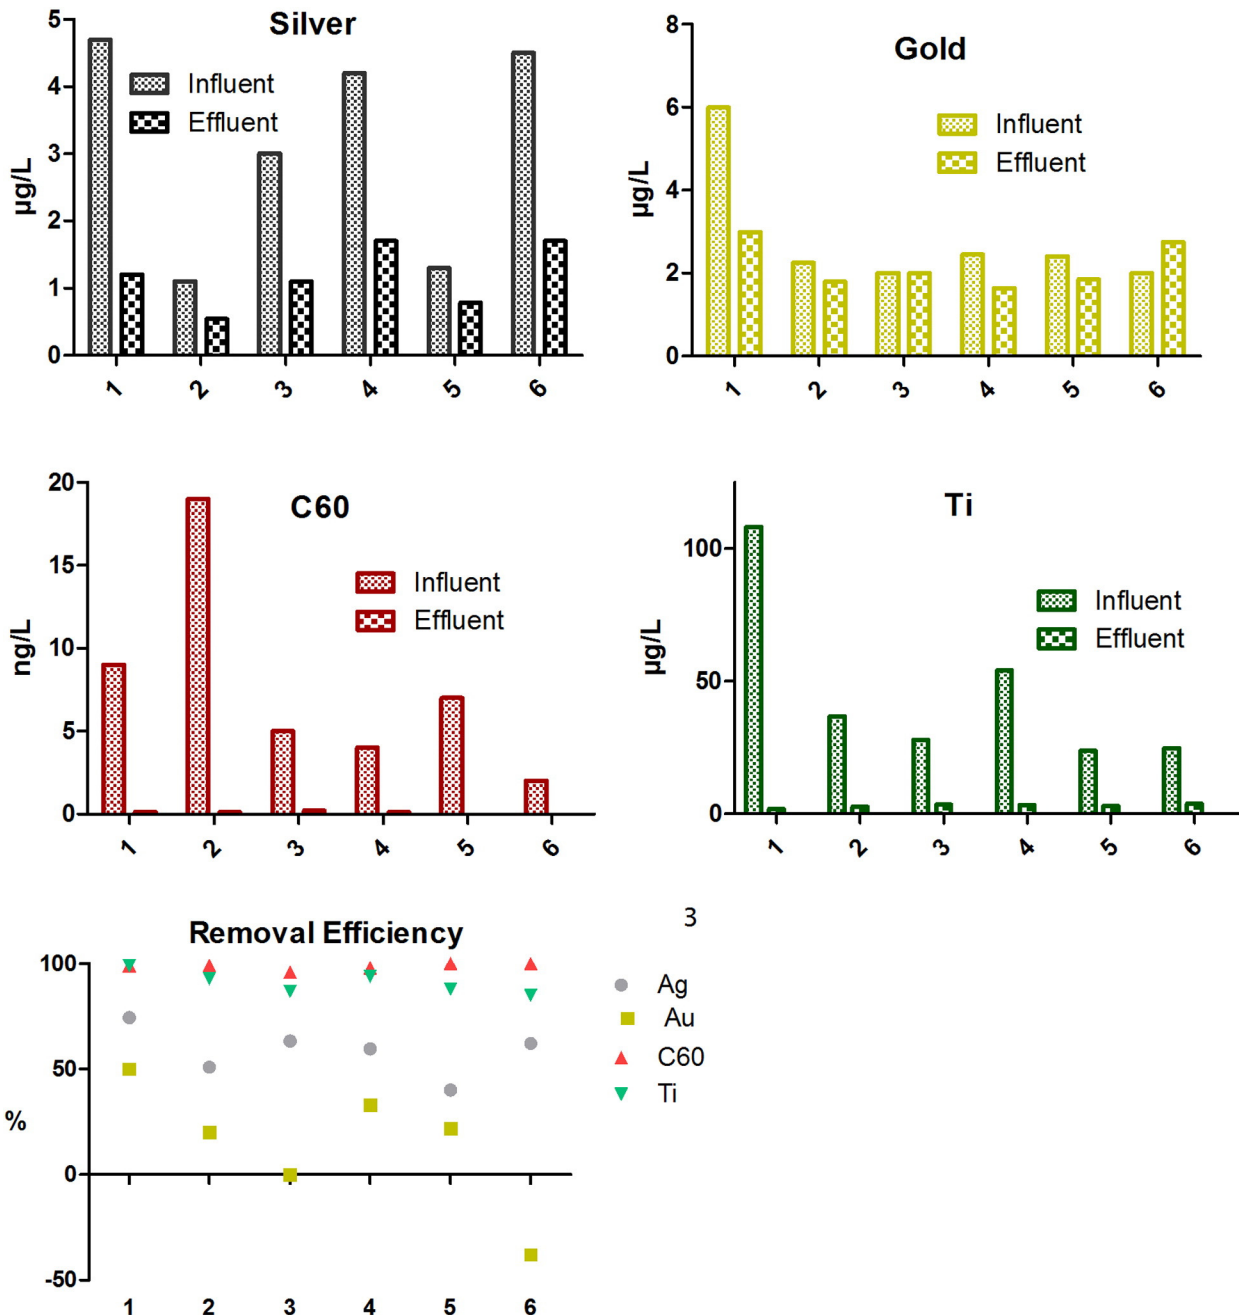 Silver
5
4
3
2
1
0
µg/L
Influent
Effluent
1 2 3 4 5 6
Gold
8
6
4
2
0
µg/L
Influent
Effluent
1 2 3 4 5 6
C60
20
15
10
5
0
ng/L
Influent
Effluent
1 2 3 4 5 6
Ti
100
50
0
µg/L
Influent
Effluent
1 2 3 4 5 6
3
Removal Efficiency
100
50
0
-50
%
1 2 3 4 5 6
Ag
Au
C60
Ti